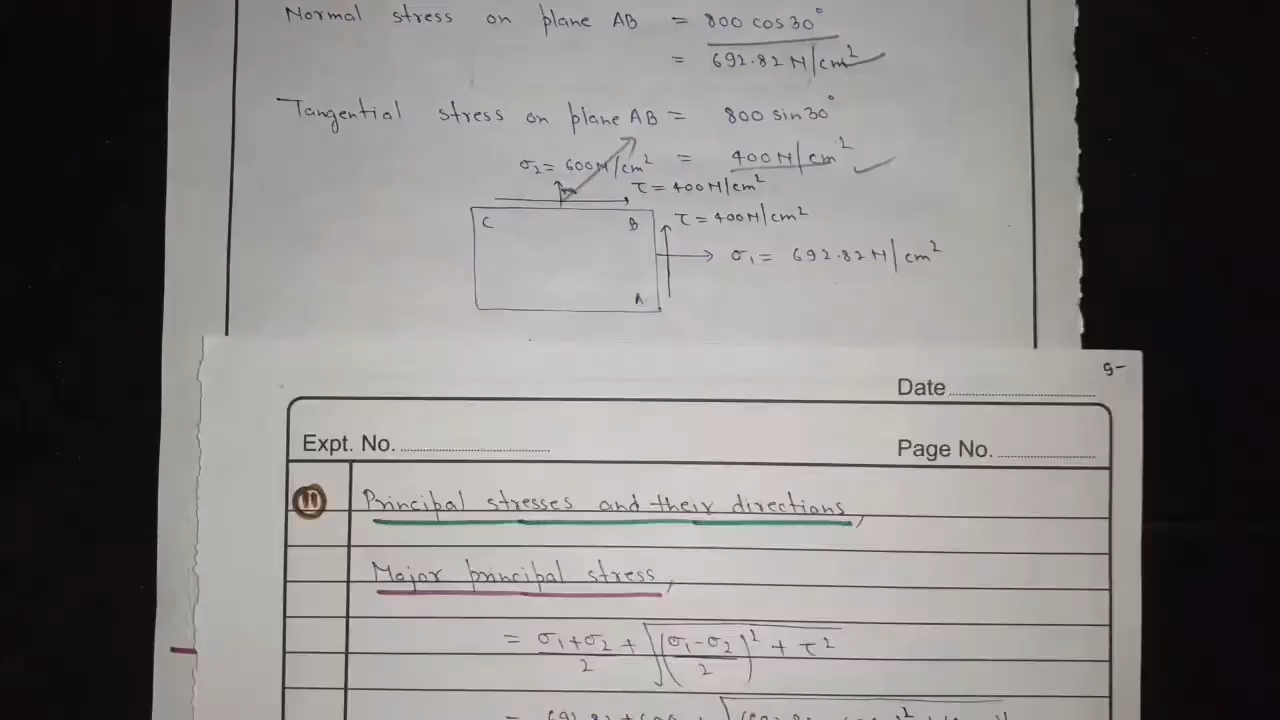 Normal stress on plane AB = 800 cos 30°
= 692.82 N/cm²
Tangential stress on plane AB = 800 sin 30°
= 400 N/cm²
σ₂ = 600 N/cm²
τ = 400 N/cm²
τ = 400 N/cm²
C B
σ₁ = 692.82 N/cm²
A
9-
Date
Expt. No.
Page No.
11 Principal stresses and their directions,
Major principal stress,
= (σ₁+σ₂)/2 + √(((σ₁-σ₂)/2)² + τ²)